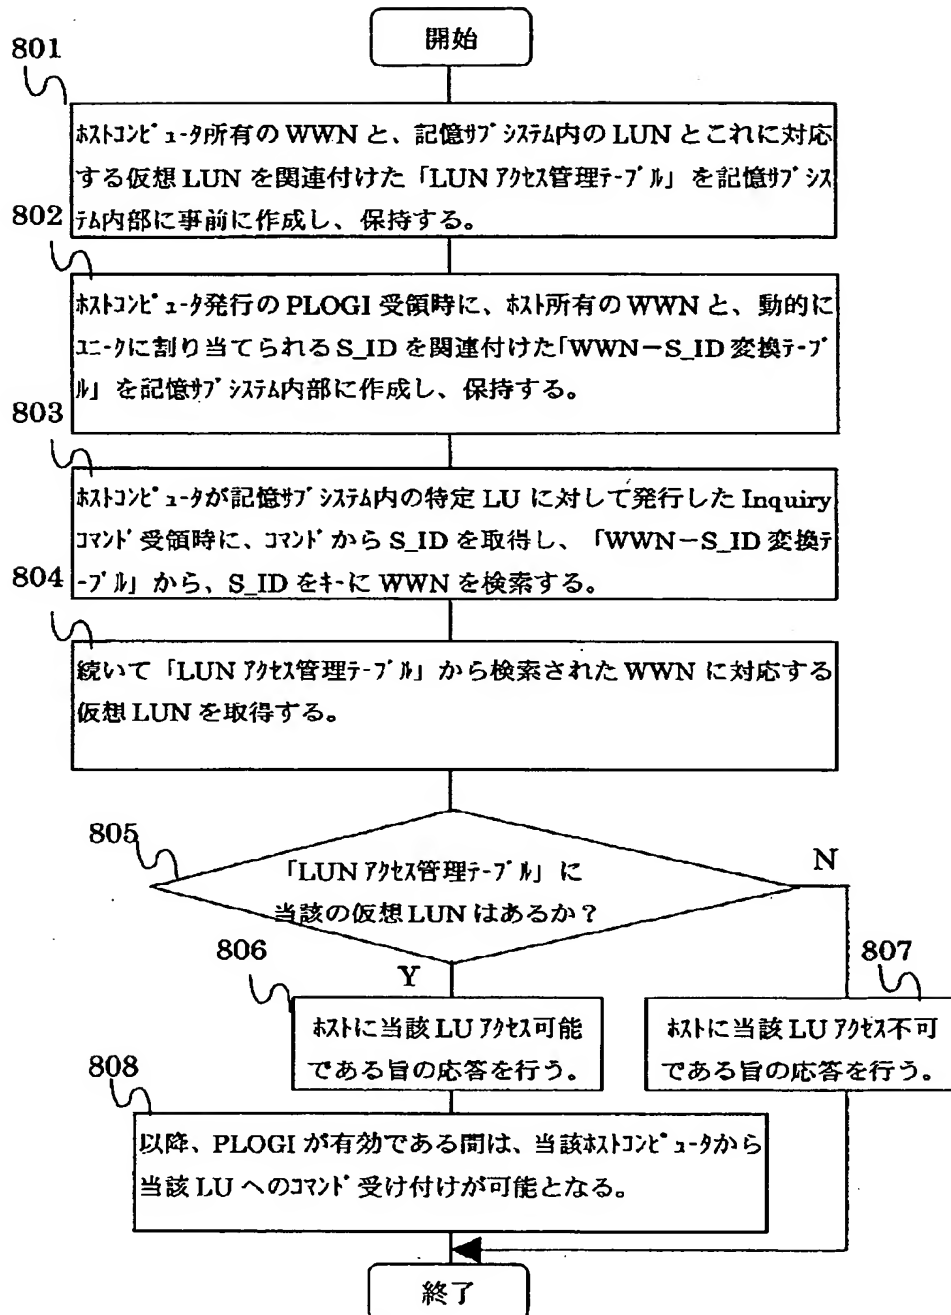 開始
801
ホストコンピュータ所有の WWN と、記憶サブシステム内の LUN とこれに対応
する仮想 LUN を関連付けた「LUN アクセス管理テーブル」を記憶サブシス
テム内部に事前に作成し、保持する。
802
ホストコンピュータ発行の PLOGI 受領時に、ホスト所有の WWN と、動的に
ユニークに割り当てられる S_ID を関連付けた「WWN－S_ID 変換テーブ
ル」を記憶サブシステム内部に作成し、保持する。
803
ホストコンピュータが記憶サブシステム内の特定 LU に対して発行した Inquiry
コマンド受領時に、コマンドから S_ID を取得し、「WWN－S_ID 変換テ
ーブル」から、S_ID をキーに WWN を検索する。
804
続いて「LUN アクセス管理テーブル」から検索された WWN に対応する
仮想 LUN を取得する。
805
「LUN アクセス管理テーブル」に
当該の仮想 LUN はあるか？
N
Y
806
ホストに当該 LU アクセス可能
である旨の応答を行う。
807
ホストに当該 LU アクセス不可
である旨の応答を行う。
808
以降、PLOGI が有効である間は、当該ホストコンピュータから
当該 LU へのコマンド受け付けが可能となる。
終了